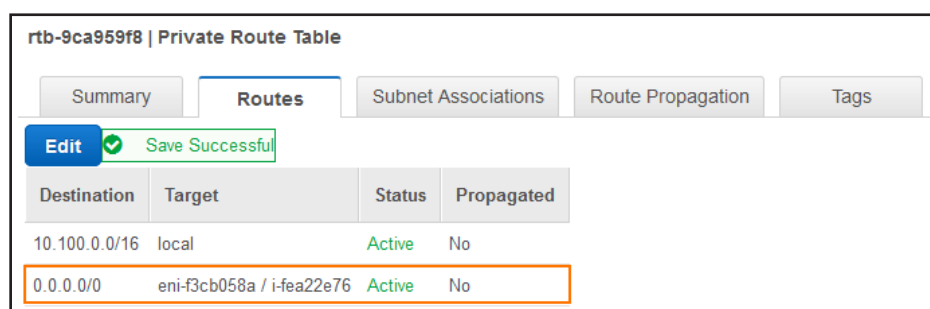 rtb-9ca959f8 | Private Route Table
Summary Routes Subnet Associations Route Propagation Tags
Edit Save Successful
Destination Target Status Propagated
10.100.0.0/16 local Active No
0.0.0.0/0 eni-f3cb058a / i-fea22e76 Active No